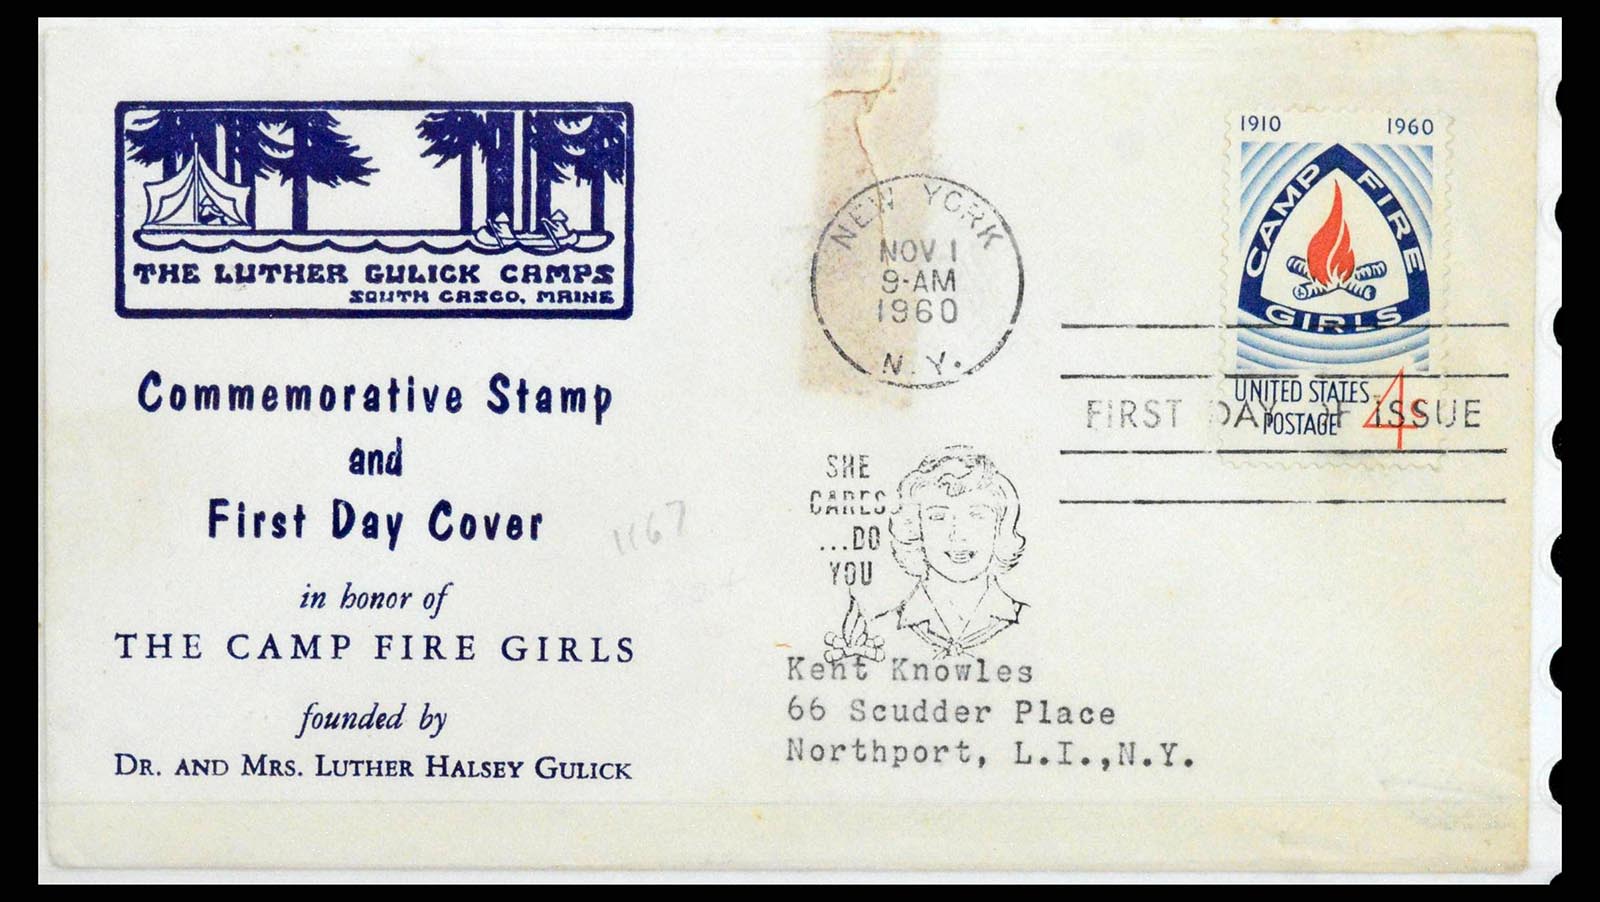 THE LUTHER GULICK CAMPS
SOUTH CASCO, MAINE
Commemorative Stamp
and
First Day Cover
in honor of
THE CAMP FIRE GIRLS
founded by
DR. AND MRS. LUTHER HALSEY GULICK
1167
NEW YORK
NOV 1
9-AM
1960
N.Y.
1910 1960
CAMP FIRE
GIRLS
UNITED STATES
POSTAGE 4¢
FIRST DAY OF ISSUE
SHE
CARES
...DO
YOU
Kent Knowles
66 Scudder Place
Northport, L.I.,N.Y.